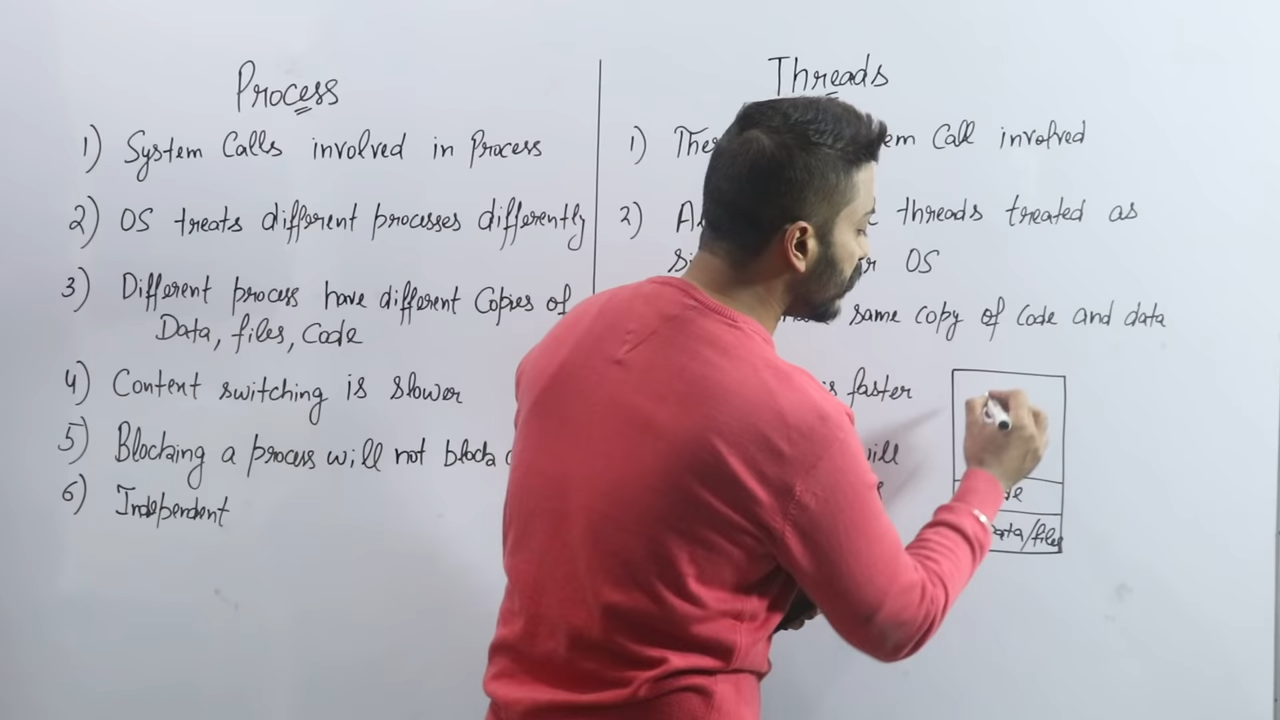 Process
1) System Calls involved in Process
2) OS treats different processes differently
3) Different process have different Copies of
Data, files, Code
4) Content switching is slower
5) Blocking a process will not block
6) Independent
Threads
1) Call involved
2) threads treated as
OS
same copy of Code and data
faster